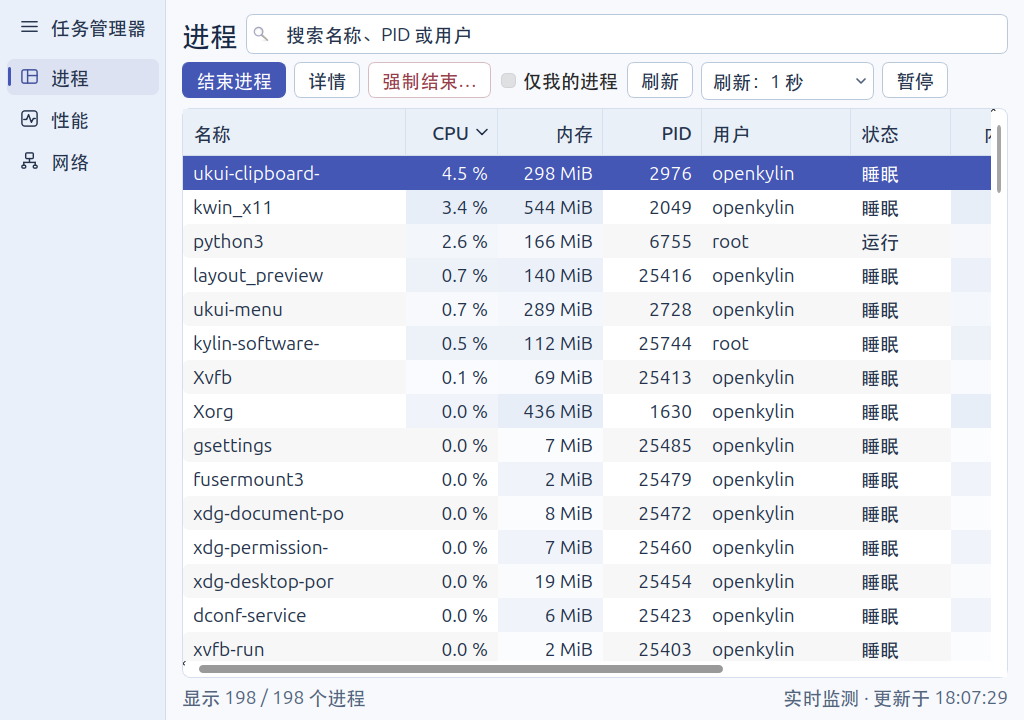 任务管理器
进程
性能
网络
进程
搜索名称、PID 或用户
结束进程 详情 强制结束... 仅我的进程 刷新 刷新：1 秒 暂停
名称 CPU 内存 PID 用户 状态
ukui-clipboard- 4.5 % 298 MiB 2976 openkylin 睡眠
kwin_x11 3.4 % 544 MiB 2049 openkylin 睡眠
python3 2.6 % 166 MiB 6755 root 运行
layout_preview 0.7 % 140 MiB 25416 openkylin 睡眠
ukui-menu 0.7 % 289 MiB 2728 openkylin 睡眠
kylin-software- 0.5 % 112 MiB 25744 root 睡眠
Xvfb 0.1 % 69 MiB 25413 openkylin 睡眠
Xorg 0.0 % 436 MiB 1630 openkylin 睡眠
gsettings 0.0 % 7 MiB 25485 openkylin 睡眠
fusermount3 0.0 % 2 MiB 25479 openkylin 睡眠
xdg-document-po 0.0 % 8 MiB 25472 openkylin 睡眠
xdg-permission- 0.0 % 7 MiB 25460 openkylin 睡眠
xdg-desktop-por 0.0 % 19 MiB 25454 openkylin 睡眠
dconf-service 0.0 % 6 MiB 25423 openkylin 睡眠
xvfb-run 0.0 % 2 MiB 25403 openkylin 睡眠
显示 198 / 198 个进程
实时监测 · 更新于 18:07:29